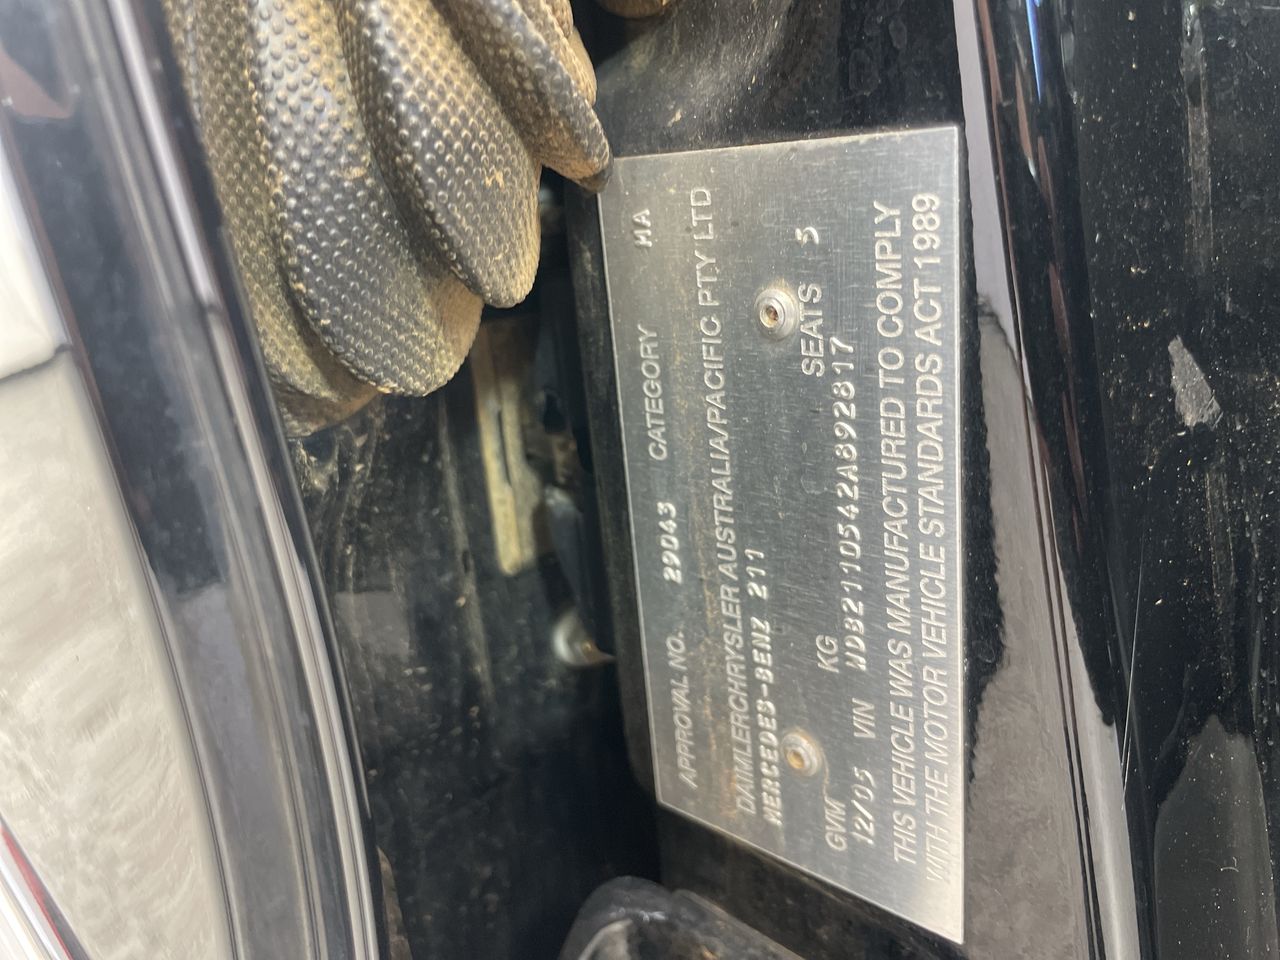 APPROVAL NO. 29043 CATEGORY MA
DAIMLERCHRYSLER AUSTRALIA/PACIFIC PTY LTD
MERCEDES-BENZ 211
GVM KG SEATS 5
12/05 VIN WDB2110542A892817
THIS VEHICLE WAS MANUFACTURED TO COMPLY
WITH THE MOTOR VEHICLE STANDARDS ACT 1989